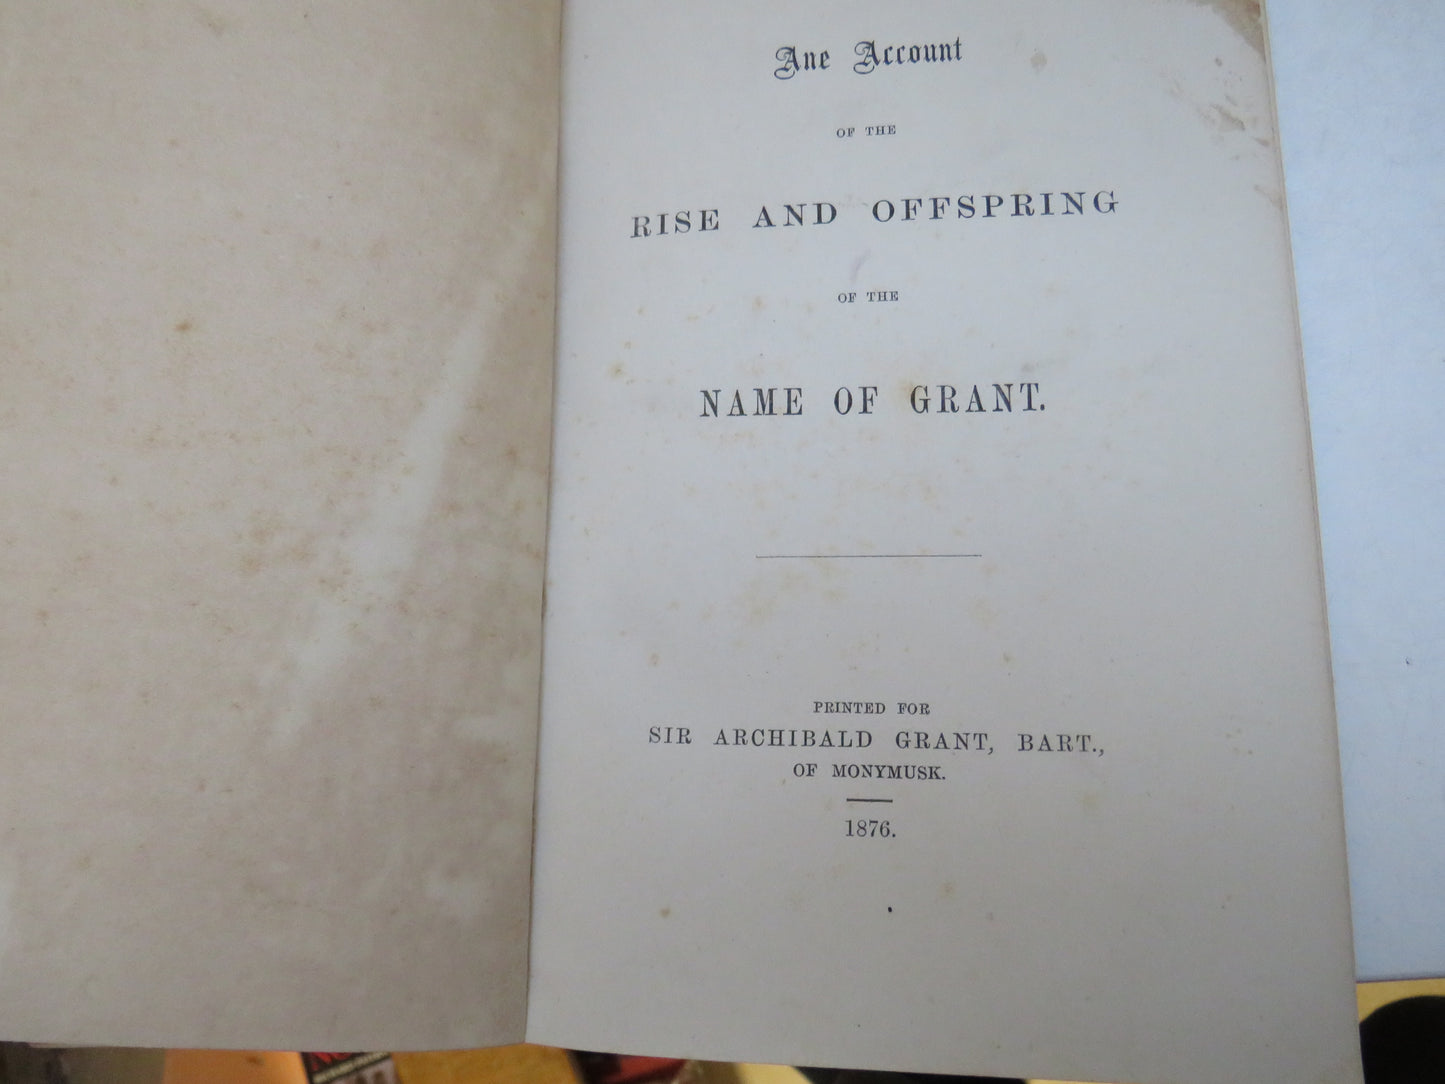 Ane Account
OF THE
RISE AND OFFSPRING
OF THE
NAME OF GRANT.
PRINTED FOR
SIR ARCHIBALD GRANT, BART.,
OF MONYMUSK.
1876.